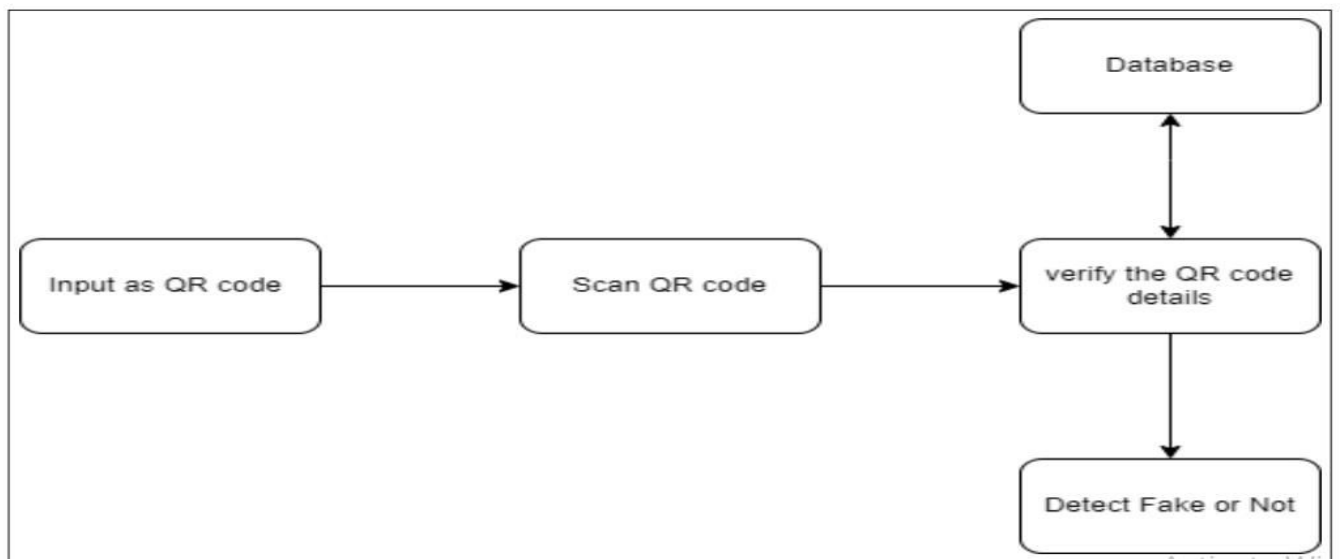 Database
Input as QR code
Scan QR code
verify the QR code
details
Detect Fake or Not